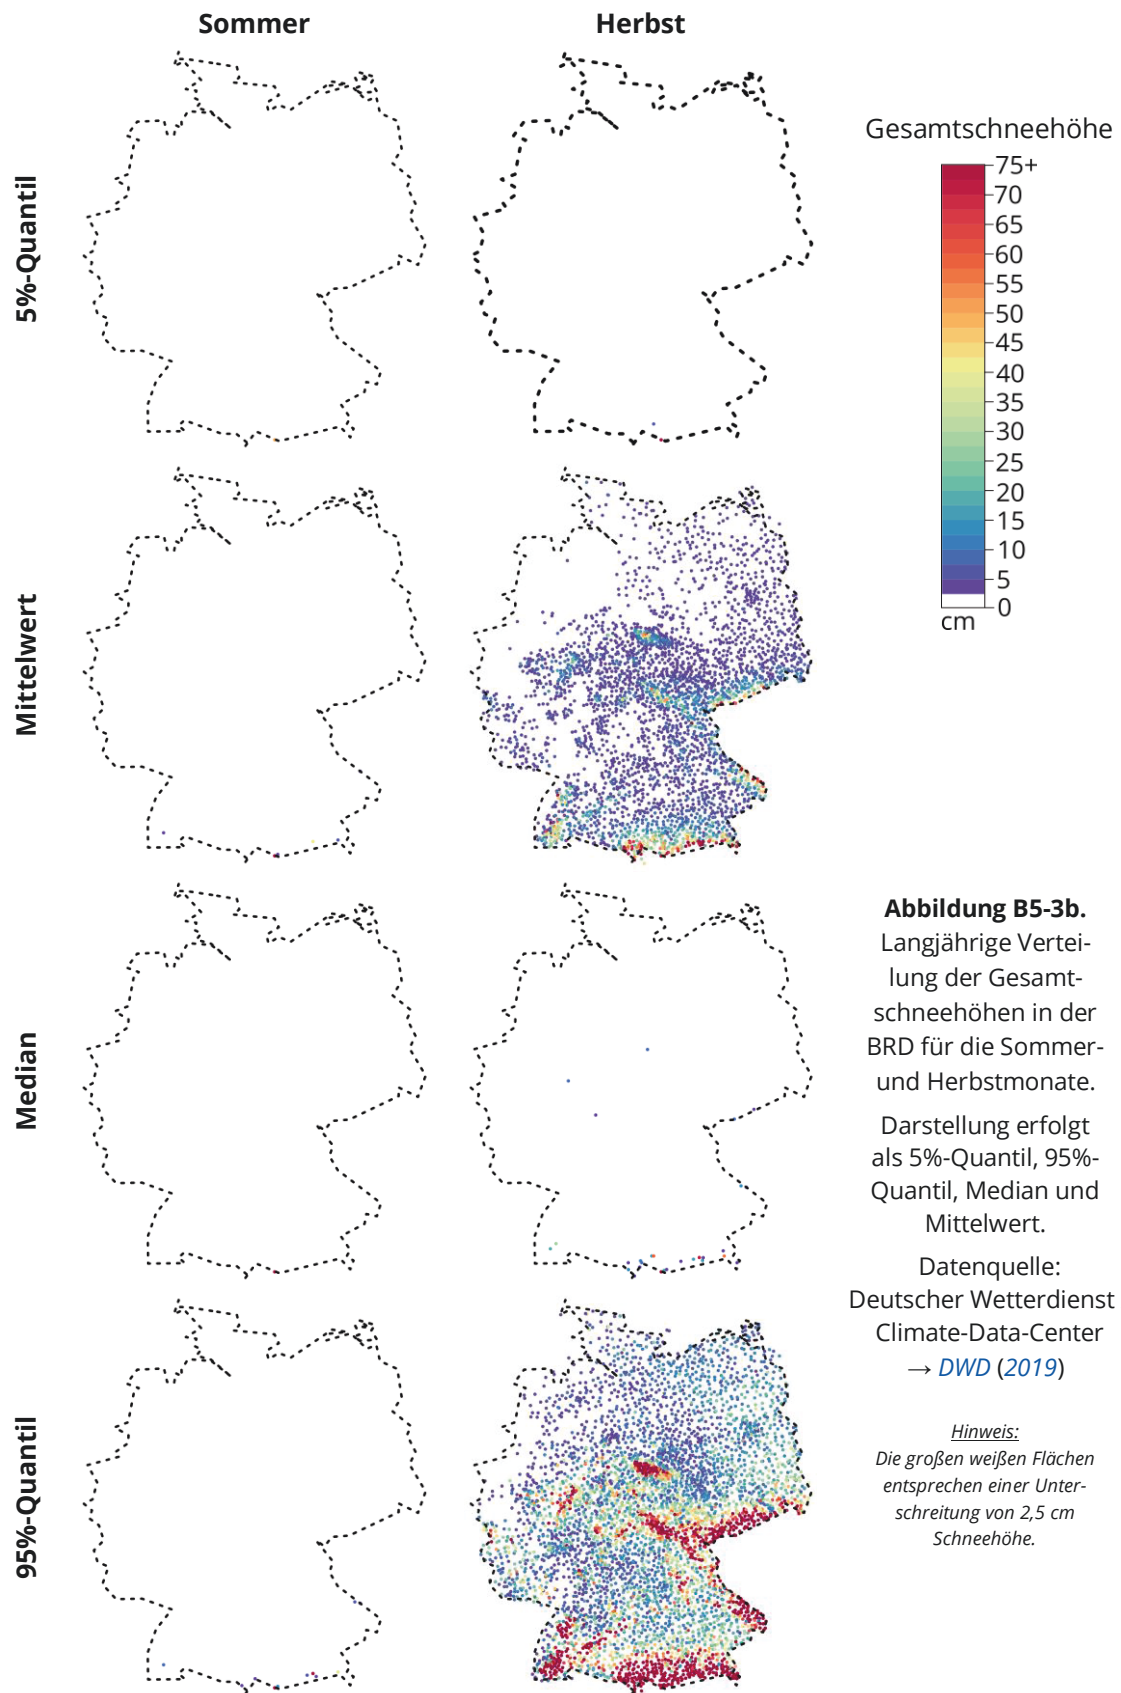 Sommer
Herbst
5%-Quantil
Gesamtschneehöhe
75+
70
65
60
55
50
45
40
35
30
25
20
15
10
5
0
cm
Mittelwert
Median
Abbildung B5-3b.
Langjährige Vertei-
lung der Gesamt-
schneehöhen in der
BRD für die Sommer-
und Herbstmonate.
Darstellung erfolgt
als 5%-Quantil, 95%-
Quantil, Median und
Mittelwert.
Datenquelle:
Deutscher Wetterdienst
Climate-Data-Center
→ DWD (2019)
95%-Quantil
Hinweis:
Die großen weißen Flächen
entsprechen einer Unter-
schreitung von 2,5 cm
Schneehöhe.